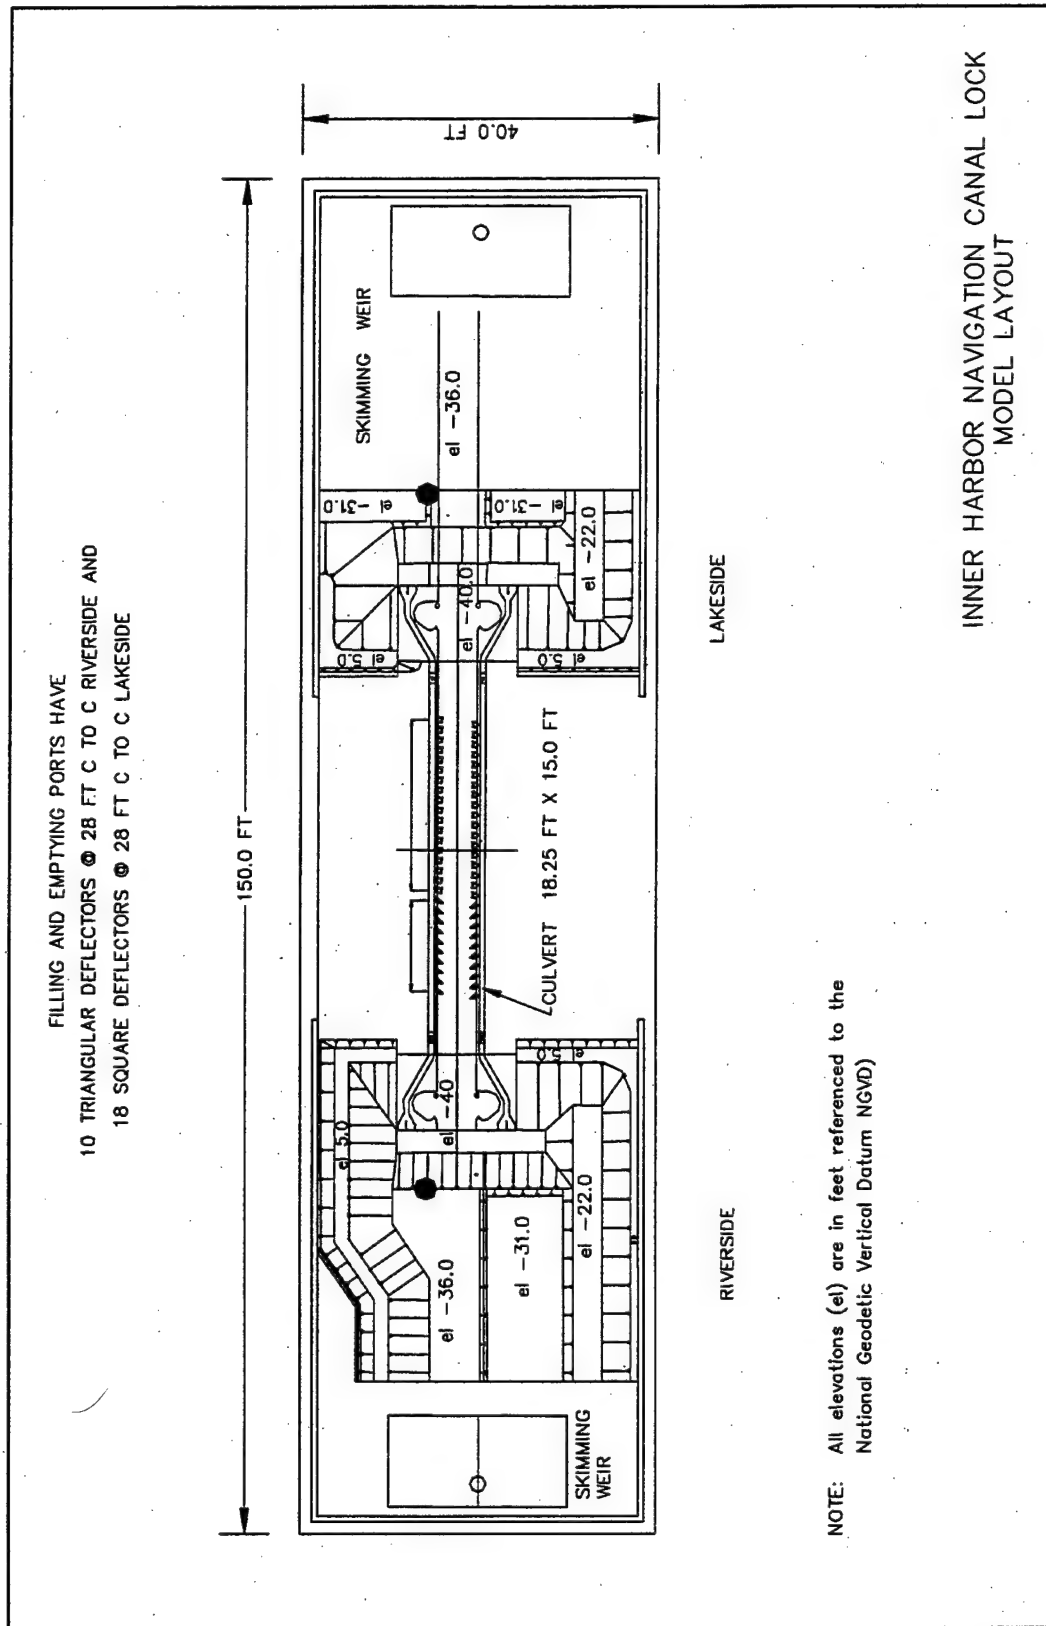 FILLING AND EMPTYING PORTS HAVE
10 TRIANGULAR DEFLECTORS @ 28 FT C TO C RIVERSIDE AND
18 SQUARE DEFLECTORS @ 28 FT C TO C LAKESIDE
150.0 FT
40.0 FT
SKIMMING WEIR
el 5.0
el -31.0
el 5.0
el -36.0
el -36.0
el -40
el -40.0
el -31.0
el -31.0
el 5.0
el 5.0
el -22.0
el -22.0
CULVERT 18.25 FT X 15.0 FT
SKIMMING
WEIR
RIVERSIDE
LAKESIDE
NOTE: All elevations (el) are in feet referenced to the
National Geodetic Vertical Datum NGVD)
INNER HARBOR NAVIGATION CANAL LOCK
MODEL LAYOUT